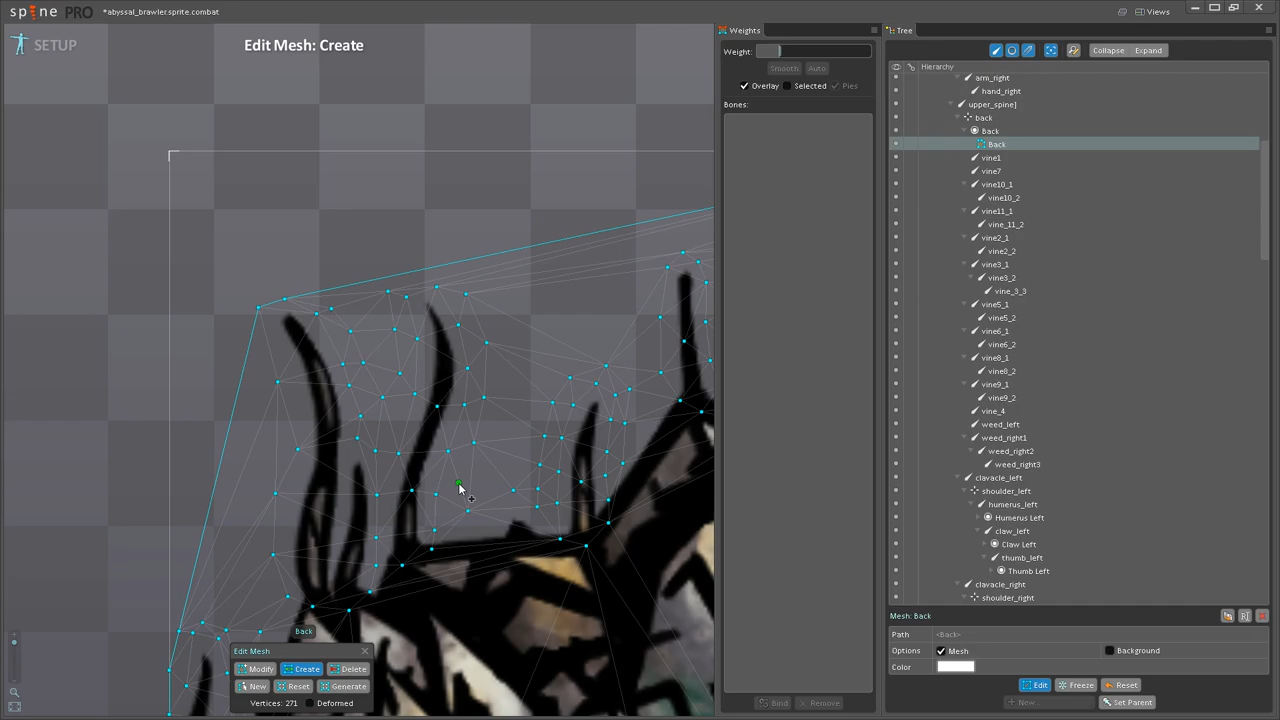 spine PRO
*abyssal_brawler.sprite.combat
Views
SETUP
Edit Mesh: Create
Weights
Weight:
Smooth
Auto
Overlay
Selected
Pies
Bones:
Bind
Remove
Tree
Collapse
Expand
Hierarchy
arm_right
hand_right
upper_spine]
back
Back
Back
vine1
vine7
vine10_1
vine10_2
vine11_1
vine_11_2
vine2_1
vine2_2
vine3_1
vine3_2
vine_3_3
vine5_1
vine5_2
vine6_1
vine6_2
vine8_1
vine8_2
vine9_1
vine9_2
vine_4
weed_left
weed_right1
weed_right2
weed_right3
clavacle_left
shoulder_left
humerus_left
Humerus Left
claw_left
Claw Left
thumb_left
Thumb Left
clavacle_right
shoulder_right
Mesh: Back
Path
<Back>
Options
Mesh
Background
Color
Edit
Freeze
Reset
New...
Set Parent
Back
Edit Mesh
Modify
Create
Delete
New
Reset
Generate
Vertices: 271
Deformed